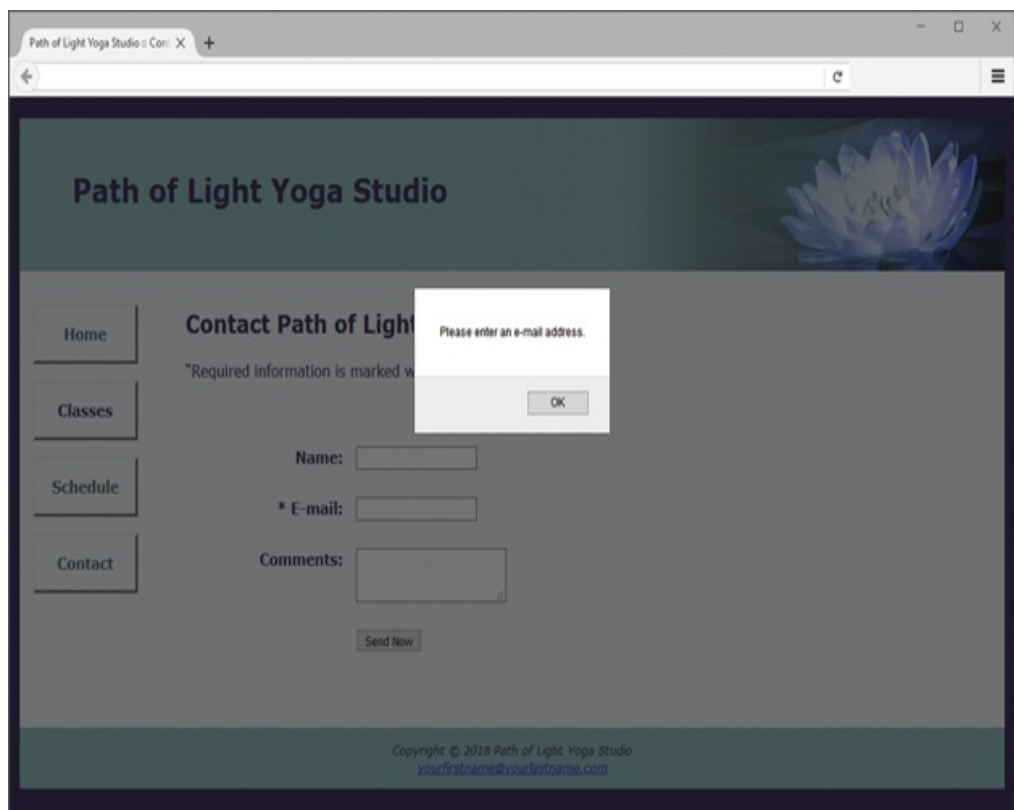 Path of Light Yoga Studio :: Cont
Path of Light Yoga Studio
Home
Classes
Schedule
Contact
Contact Path of Light
"Required information is marked w
Please enter an e-mail address.
OK
Name:
* E-mail:
Comments:
Send Now
Copyright © 2018 Path of Light Yoga Studio
yourfirstname@yourlastname.com